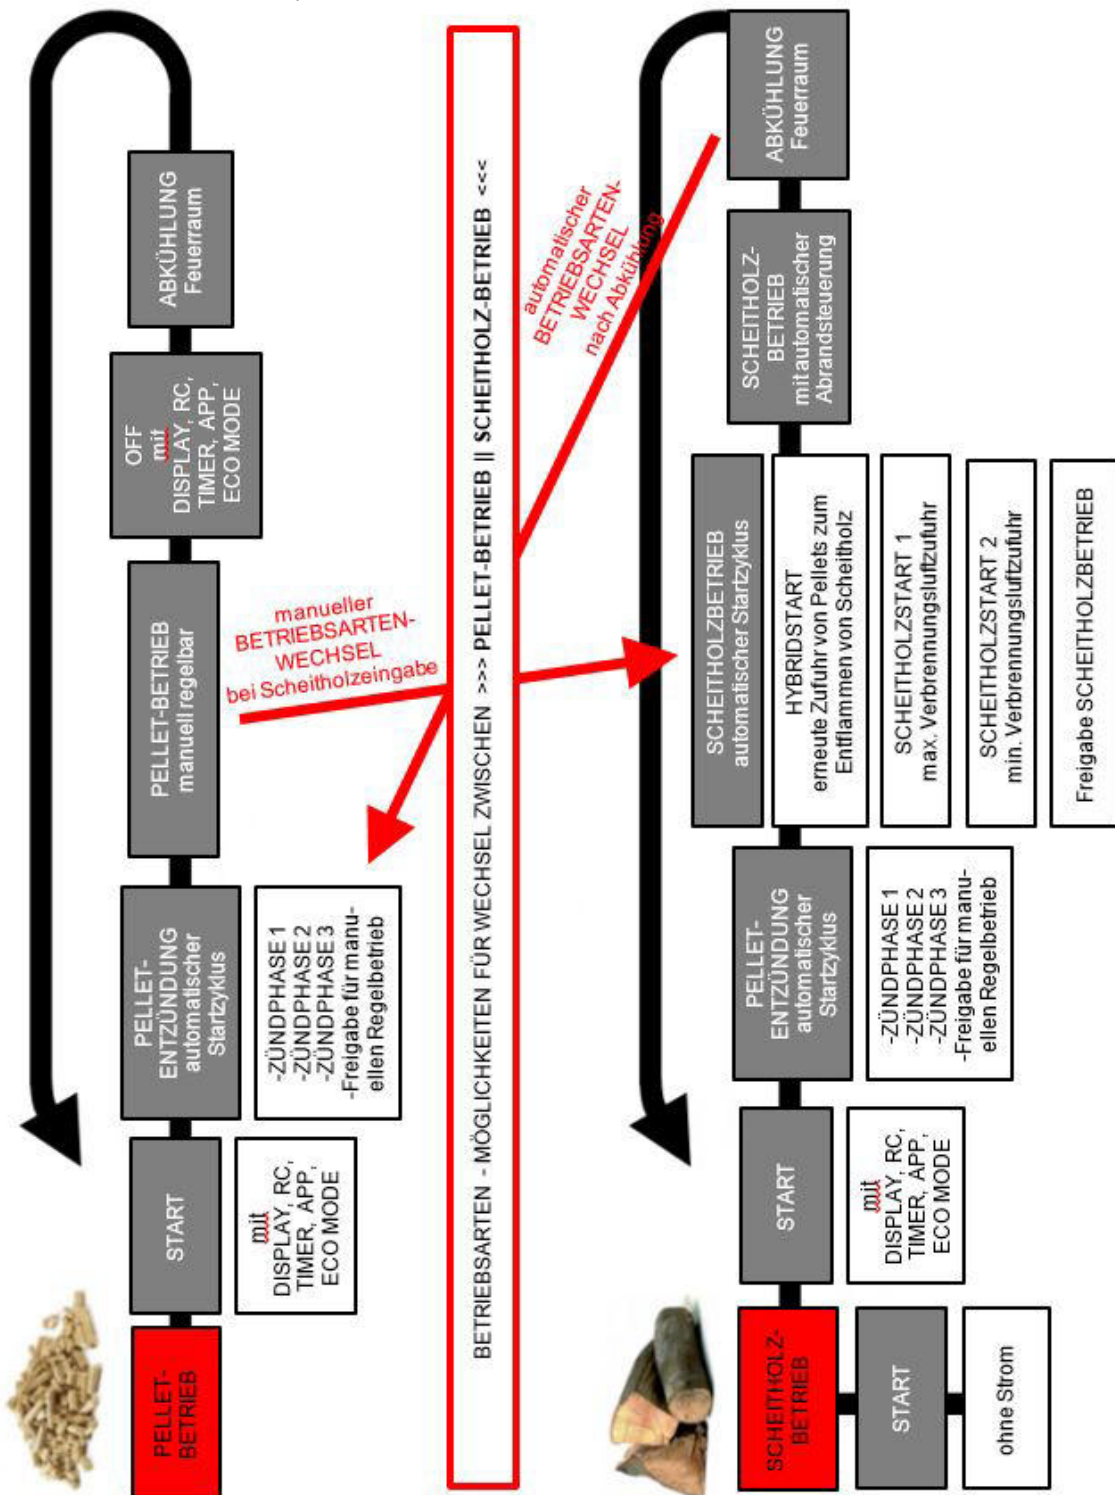 PELLET-
BETRIEB
START
mit
DISPLAY, RC,
TIMER, APP,
ECO MODE
PELLET-
ENTZÜNDUNG
automatischer
Startzyklus
-ZÜNDPHASE 1
-ZÜNDPHASE 2
-ZÜNDPHASE 3
-Freigabe für manu-
ellen Regelbetrieb
PELLET-BETRIEB
manuell regelbar
OFF
mit
DISPLAY, RC,
TIMER, APP,
ECO MODE
ABKÜHLUNG
Feuerraum
manueller
BETRIEBSARTEN-
WECHSEL
bei Scheitholzeingabe
BETRIEBSARTEN - MÖGLICHKEITEN FÜR WECHSEL ZWISCHEN >>> PELLET-BETRIEB || SCHEITHOLZ-BETRIEB <<<
automatischer
BETRIEBSARTEN-
WECHSEL
nach Abkühlung
SCHEITHOLZ-
BETRIEB
START
ohne Strom
START
mit
DISPLAY, RC,
TIMER, APP,
ECO MODE
PELLET-
ENTZÜNDUNG
automatischer
Startzyklus
-ZÜNDPHASE 1
-ZÜNDPHASE 2
-ZÜNDPHASE 3
-Freigabe für manu-
ellen Regelbetrieb
SCHEITHOLZBETRIEB
automatischer Startzyklus
HYBRIDSTART
erneute Zufuhr von Pellets zum
Entflammen von Scheitholz
SCHEITHOLZSTART 1
max. Verbrennungsluftzufuhr
SCHEITHOLZSTART 2
min. Verbrennungsluftzufuhr
Freigabe SCHEITHOLZBETRIEB
SCHEITHOLZ-
BETRIEB
mit automatischer
Abrandsteuerung
ABKÜHLUNG
Feuerraum